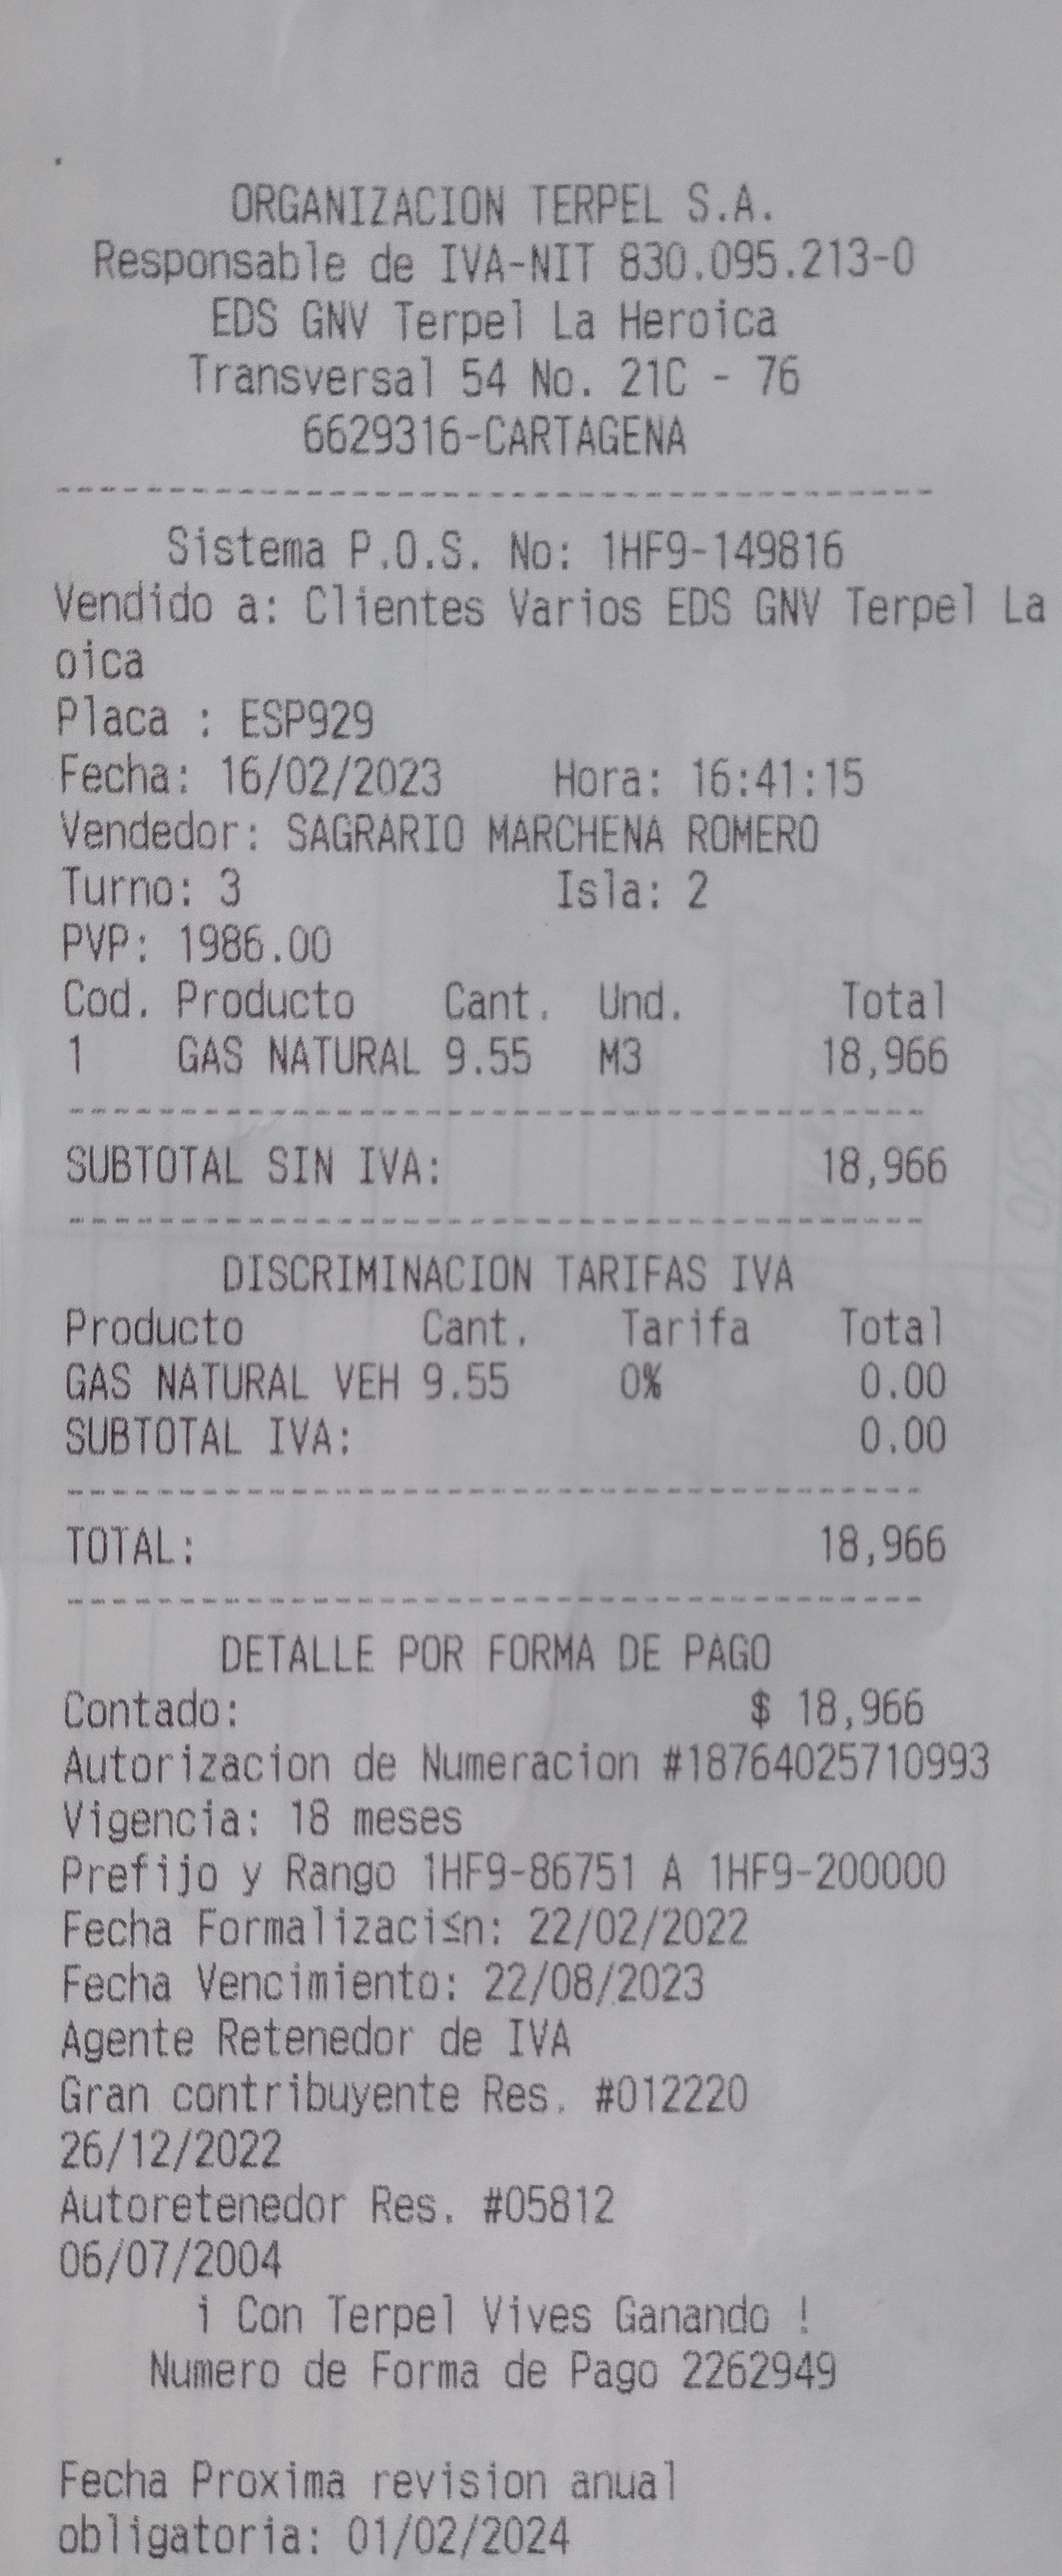 ORGANIZACION TERPEL S.A.
Responsable de IVA-NIT 830.095.213-0
EDS GNV Terpel La Heroica
Transversal 54 No. 21C - 76
6629316-CARTAGENA
----------------------------------------
Sistema P.O.S. No: 1HF9-149816
Vendido a: Clientes Varios EDS GNV Terpel La
oica
Placa : ESP929
Fecha: 16/02/2023 Hora: 16:41:15
Vendedor: SAGRARIO MARCHENA ROMERO
Turno: 3 Isla: 2
PVP: 1986.00
Cod. Producto Cant. Und. Total
1 GAS NATURAL 9.55 M3 18,966
----------------------------------------
SUBTOTAL SIN IVA: 18,966
----------------------------------------
DISCRIMINACION TARIFAS IVA
Producto Cant. Tarifa Total
GAS NATURAL VEH 9.55 0% 0.00
SUBTOTAL IVA: 0.00
----------------------------------------
TOTAL: 18,966
----------------------------------------
DETALLE POR FORMA DE PAGO
Contado: $ 18,966
Autorizacion de Numeracion #18764025710993
Vigencia: 18 meses
Prefijo y Rango 1HF9-86751 A 1HF9-200000
Fecha Formalizaci≤n: 22/02/2022
Fecha Vencimiento: 22/08/2023
Agente Retenedor de IVA
Gran contribuyente Res. #012220
26/12/2022
Autoretenedor Res. #05812
06/07/2004
¡ Con Terpel Vives Ganando !
Numero de Forma de Pago 2262949
Fecha Proxima revision anual
obligatoria: 01/02/2024